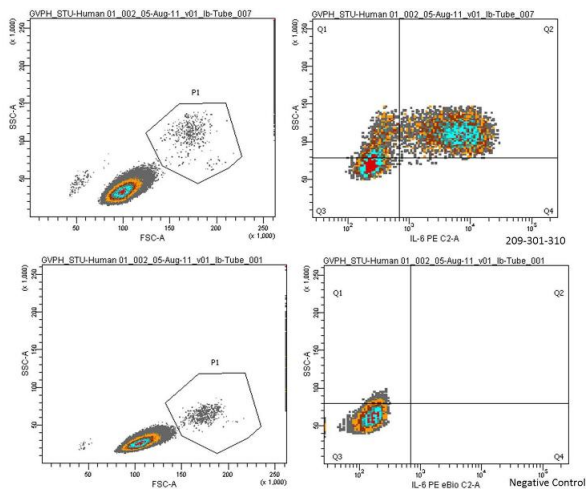 GVPH_STU-Human 01_002_05-Aug-11_v01_Ib-Tube_007
(x 1,000)
SSC-A
50 100 150 200 250
P1
50 100 150 200 250
(x 1,000)
FSC-A
GVPH_STU-Human 01_002_05-Aug-11_v01_Ib-Tube_007
(x 1,000)
SSC-A
50 100 150 200 250
Q1
Q2
Q3
Q4
10² 10³ 10⁴ 10⁵
IL-6 PE C2-A
209-301-310
GVPH_STU-Human 01_002_05-Aug-11_v01_Ib-Tube_001
(x 1,000)
SSC-A
50 100 150 200 250
P1
50 100 150 200 250
(x 1,000)
FSC-A
GVPH_STU-Human 01_002_05-Aug-11_v01_Ib-Tube_001
(x 1,000)
SSC-A
50 100 150 200 250
Q1
Q2
Q3
Q4
10² 10³ 10⁴ 10⁵
IL-6 PE eBio C2-A
Negative Control